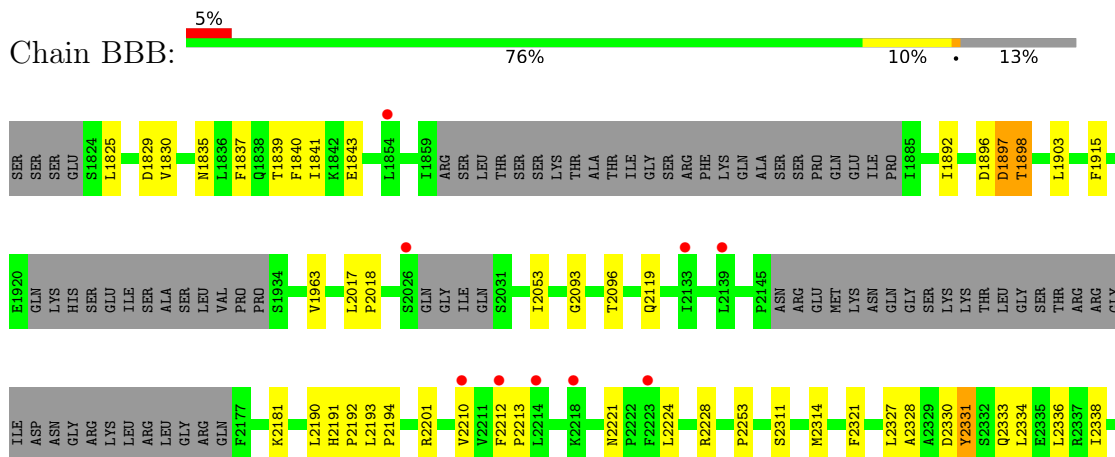 5%
Chain BBB:
76% 10% • 13%
SER SER SER GLU S1824 L1825 D1829 V1830 N1835 L1836 F1837 Q1838 T1839 F1840 I1841 K1842 E1843 L1854 I1859 ARG SER LEU THR SER SER LYS THR ALA THR ILE GLY SER ARG PHE LYS GLN ALA SER SER PRO GLN GLU ILE PRO I1885 I1892 D1896 D1897 T1898 L1903 F1915
E1920 GLN LYS HIS SER GLU ILE SER ALA SER LEU VAL PRO PRO S1934 V1963 L2017 P2018 S2026 GLN GLY ILE GLN S2031 I2053 G2093 T2096 Q2119 I2133 L2139 P2145 ASN ARG GLU MET LYS ASN GLN GLY SER LYS LYS THR LEU GLY SER THR ARG ARG GLY
ILE ASP ASN GLY ARG LYS LEU ARG LEU GLY ARG GLN F2177 K2181 L2190 H2191 P2192 L2193 P2194 R2201 V2210 V2211 F2212 P2213 L2214 K2218 N2221 P2222 F2223 L2224 R2228 P2253 S2311 M2314 F2321 L2327 A2328 A2329 D2330 Y2331 S2332 Q2333 L2334 E2335 L2336 R2337 I2338